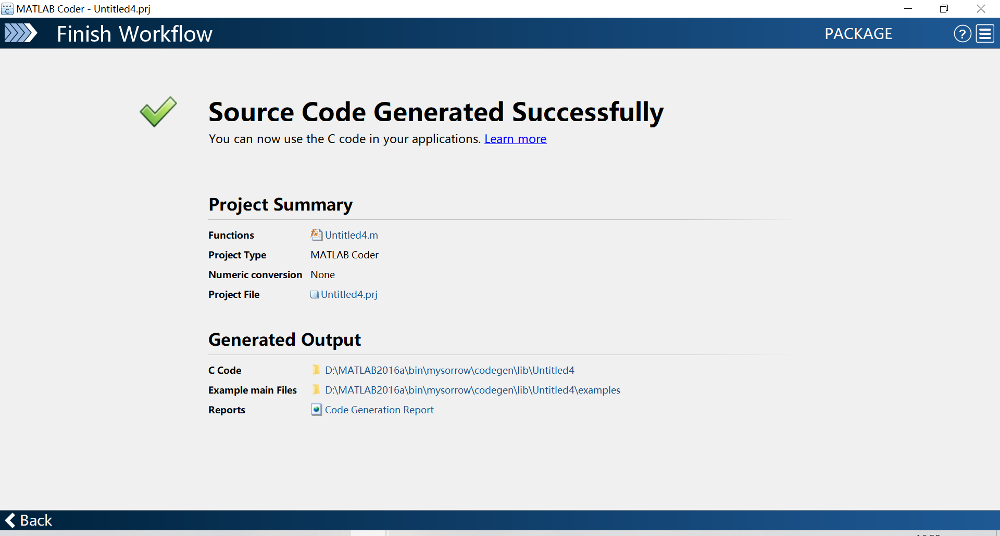 MATLAB Coder - Untitled4.prj
Finish Workflow
PACKAGE
Source Code Generated Successfully
You can now use the C code in your applications. Learn more
Project Summary
Functions Untitled4.m
Project Type MATLAB Coder
Numeric conversion None
Project File Untitled4.prj
Generated Output
C Code D:\MATLAB2016a\bin\mysorrow\codegen\lib\Untitled4
Example main Files D:\MATLAB2016a\bin\mysorrow\codegen\lib\Untitled4\examples
Reports Code Generation Report
Back